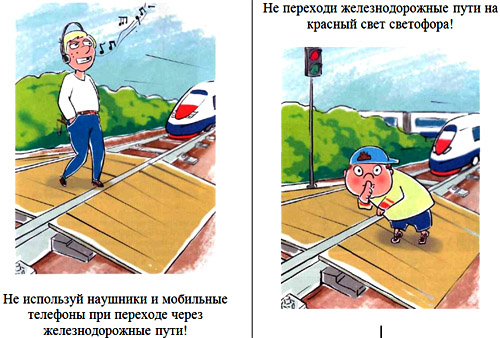 Не используй наушники и мобильные
телефоны при переходе через
железнодорожные пути!
Не переходи железнодорожные пути на
красный свет светофора!